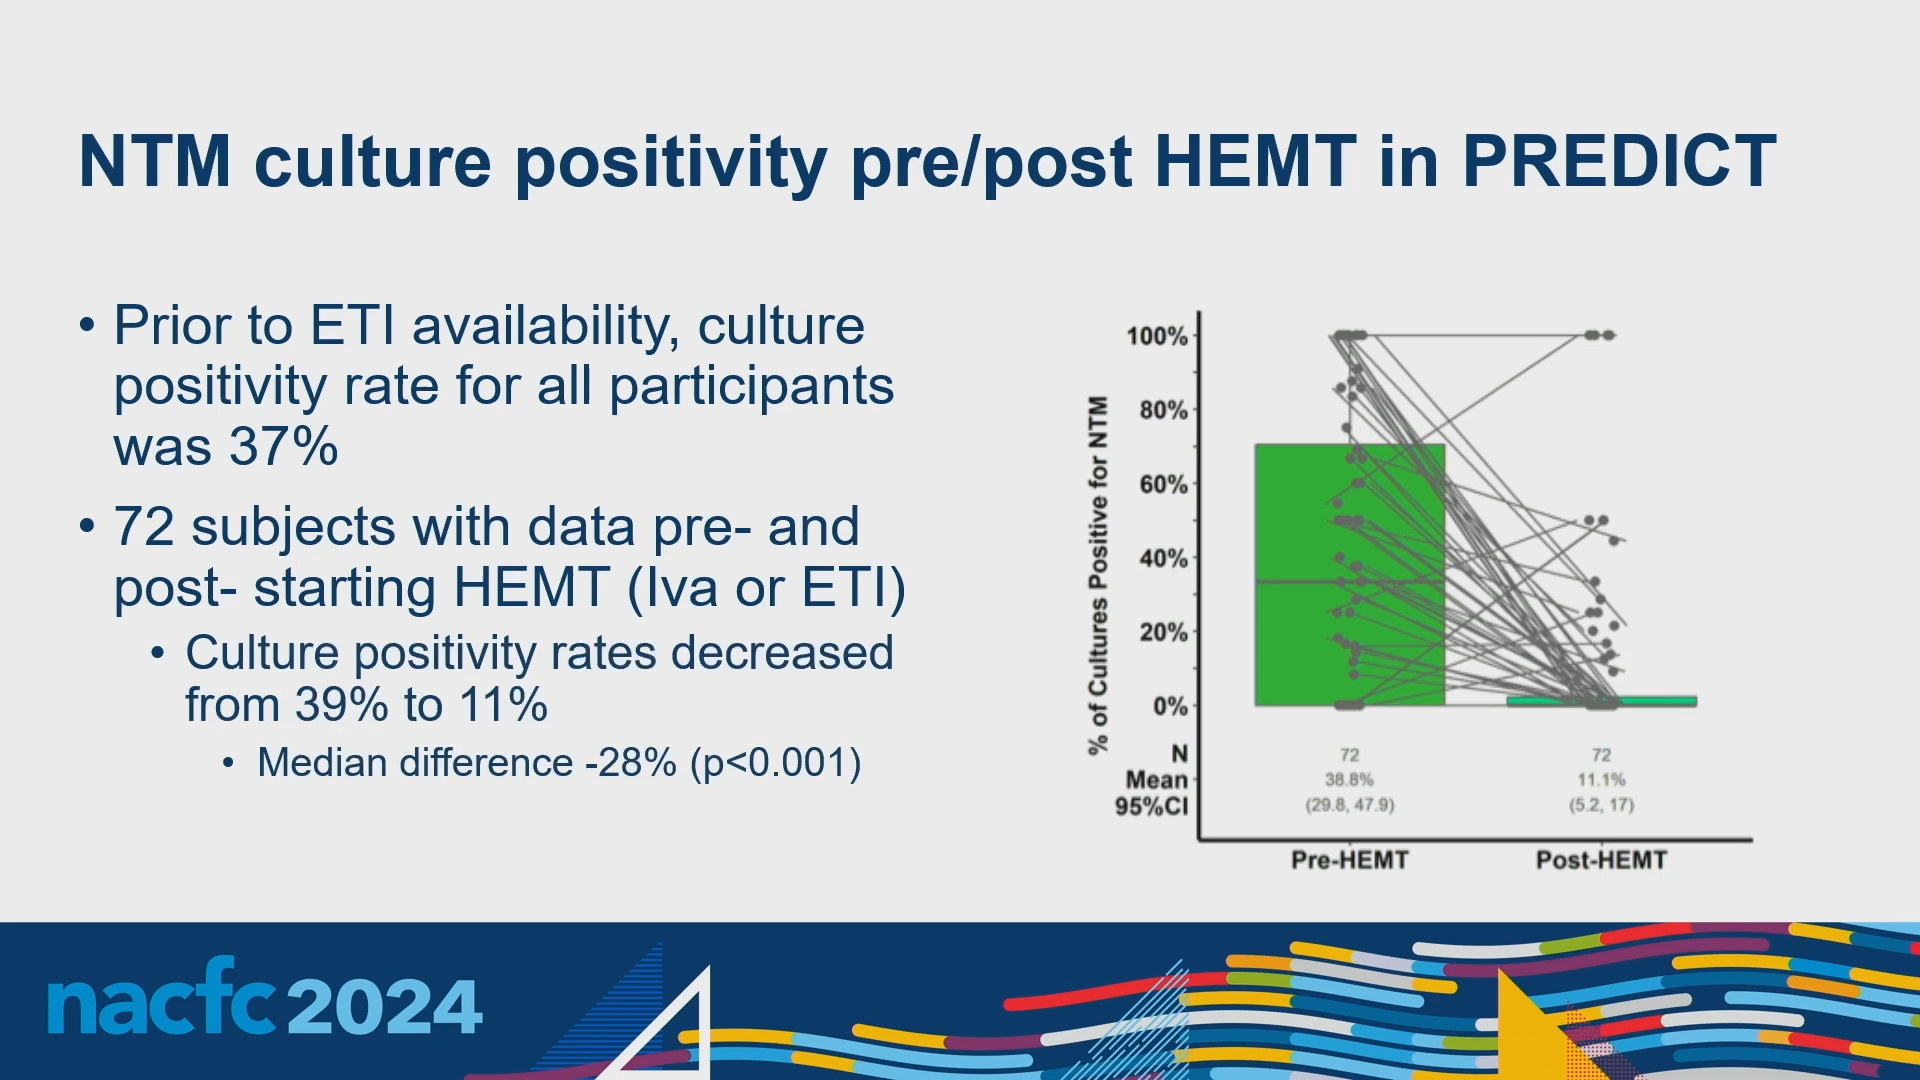 NTM culture positivity pre/post HEMT in PREDICT
• Prior to ETI availability, culture
positivity rate for all participants
was 37%
• 72 subjects with data pre- and
post- starting HEMT (Iva or ETI)
• Culture positivity rates decreased
from 39% to 11%
• Median difference -28% (p<0.001)
% of Cultures Positive for NTM
100%
80%
60%
40%
20%
0%
N 72 72
Mean 38.8% 11.1%
95%CI (29.8, 47.9) (5.2, 17)
Pre-HEMT Post-HEMT
nacfc 2024